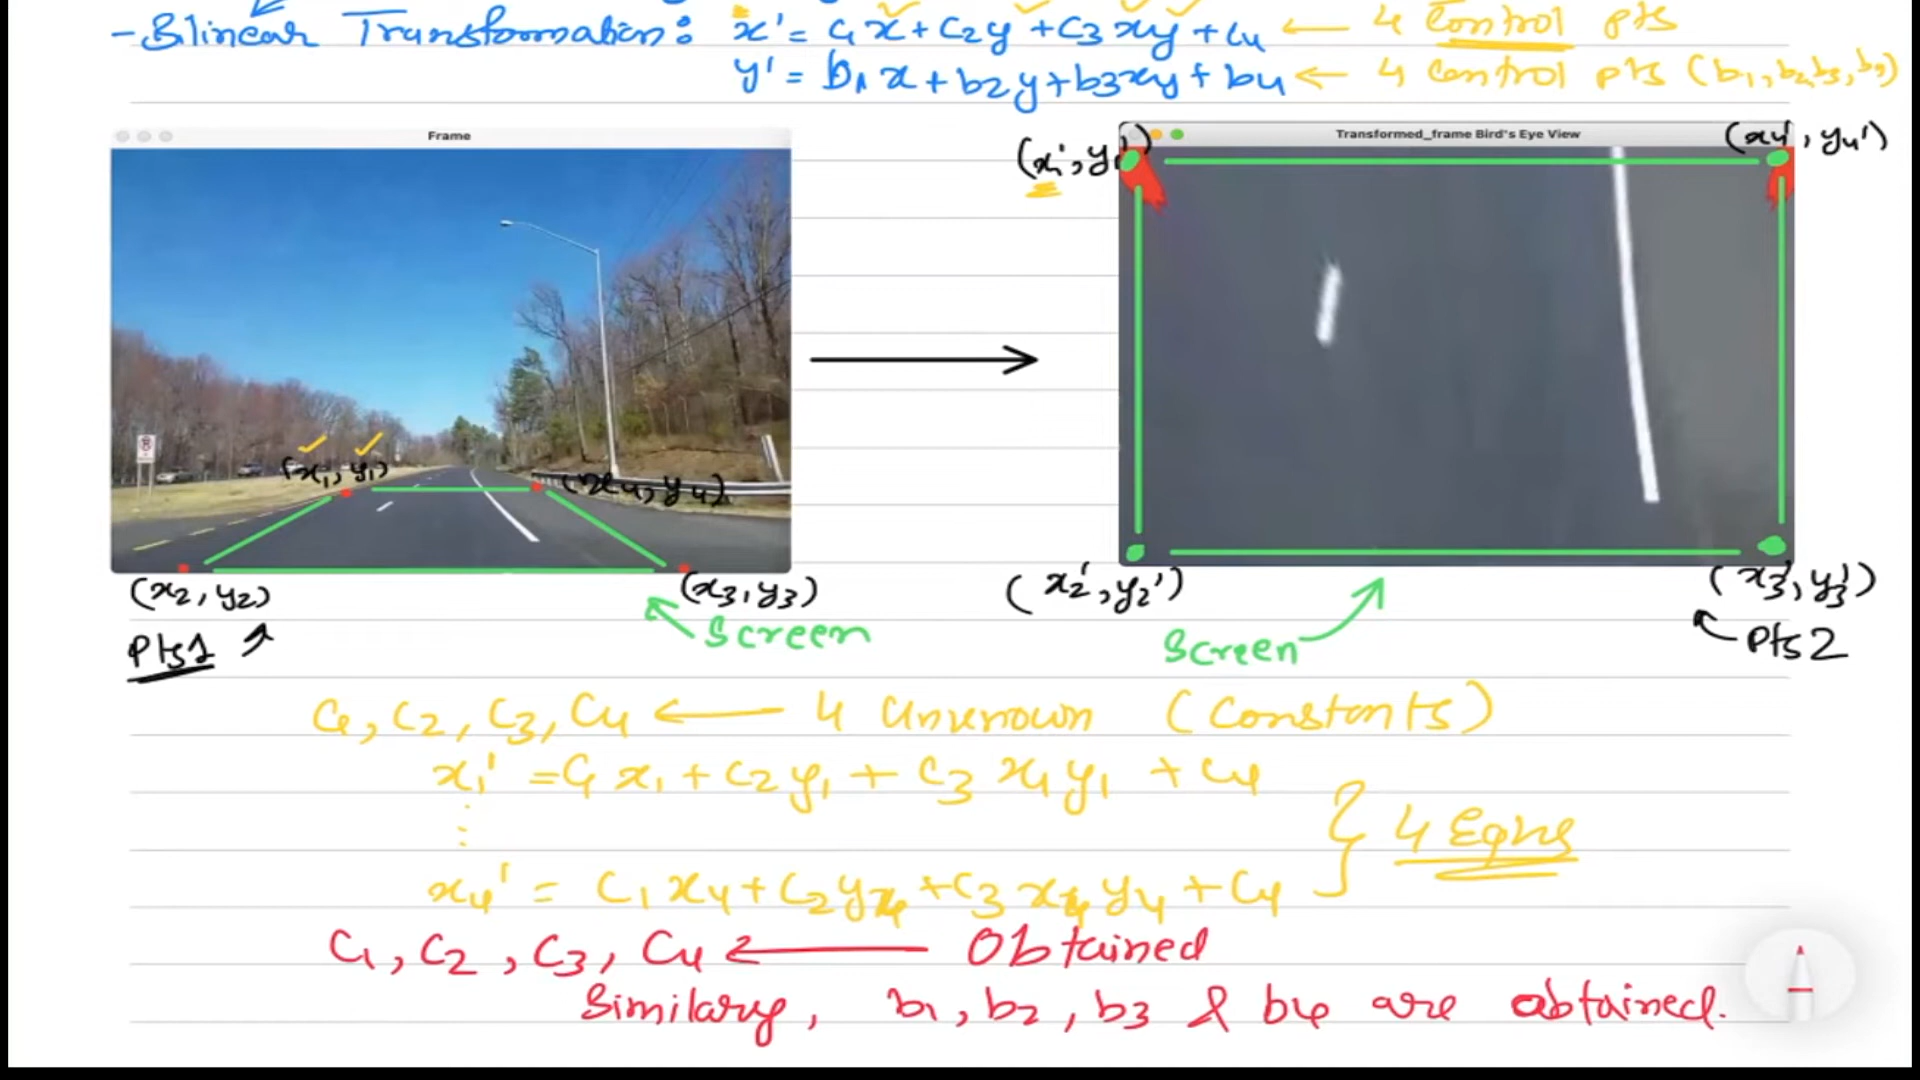 - Bilinear Transformation: x' = C1x + C2y + C3xy + C4 ← 4 Control pts
y' = b1x + b2y + b3xy + b4 ← 4 Control pts (b1, b2, b3, b4)
Frame
Transformed_frame Bird's Eye View
(x1', y1')
(x4', y4')
(x1, y1)
(x4, y4)
(x2, y2)
(x3, y3)
(x2', y2')
(x3', y3')
Pts1
Screen
Screen
Pts2
C1, C2, C3, C4 ← 4 Unknown (Constants)
x1' = C1x1 + C2y1 + C3x1y1 + C4
:
x4' = C1x4 + C2y4 + C3x4y4 + C4
} 4 Eqns
C1, C2, C3, C4 ← Obtained
Similary, b1, b2, b3 & b4 are obtained.